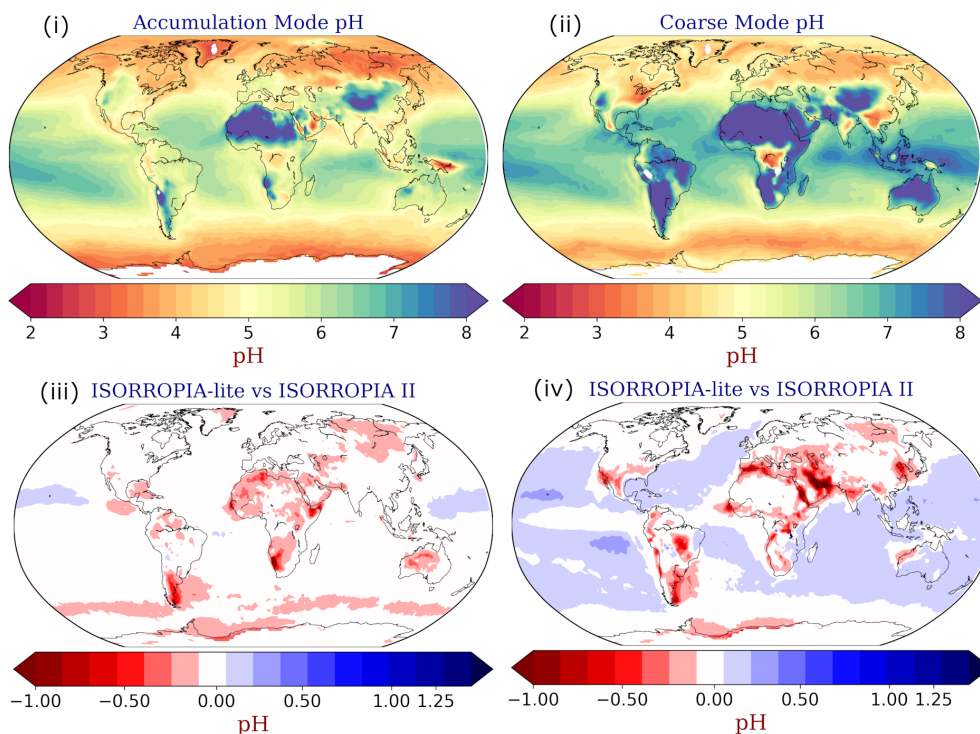 (i) Accumulation Mode pH
(ii) Coarse Mode pH
2 3 4 5 6 7 8
pH
2 3 4 5 6 7 8
pH
(iii) ISORROPIA-lite vs ISORROPIA II
(iv) ISORROPIA-lite vs ISORROPIA II
−1.00 −0.50 0.00 0.50 1.00 1.25
pH
−1.00 −0.50 0.00 0.50 1.00 1.25
pH